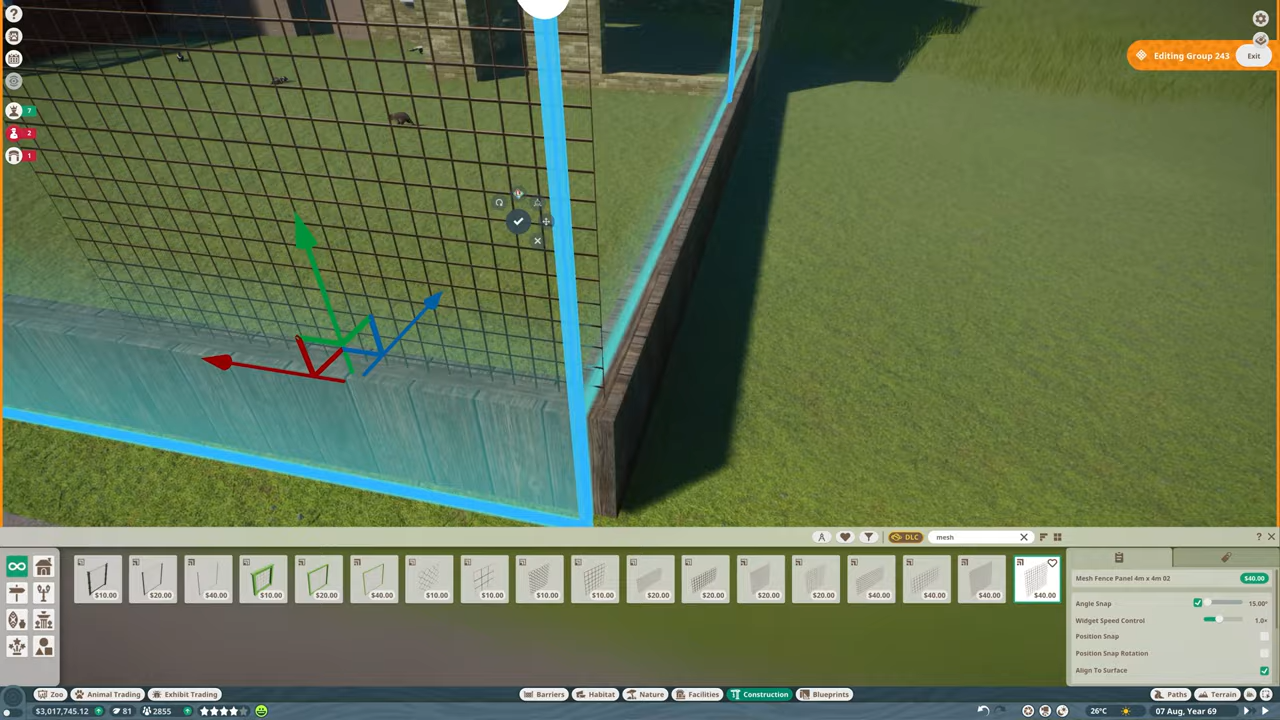 Editing Group 243
Exit
7
2
1
DLC
mesh
?
$10.00
$20.00
$40.00
$10.00
$20.00
$40.00
$10.00
$10.00
$10.00
$10.00
$20.00
$20.00
$20.00
$20.00
$40.00
$40.00
$40.00
$40.00
Mesh Fence Panel 4m x 4m 02
$40.00
Angle Snap
15.00°
Widget Speed Control
1.0×
Position Snap
Position Snap Rotation
Align To Surface
Zoo
Animal Trading
Exhibit Trading
Barriers
Habitat
Nature
Facilities
Construction
Blueprints
Paths
Terrain
$3,017,745.12
81
2855
26°C
07 Aug, Year 69